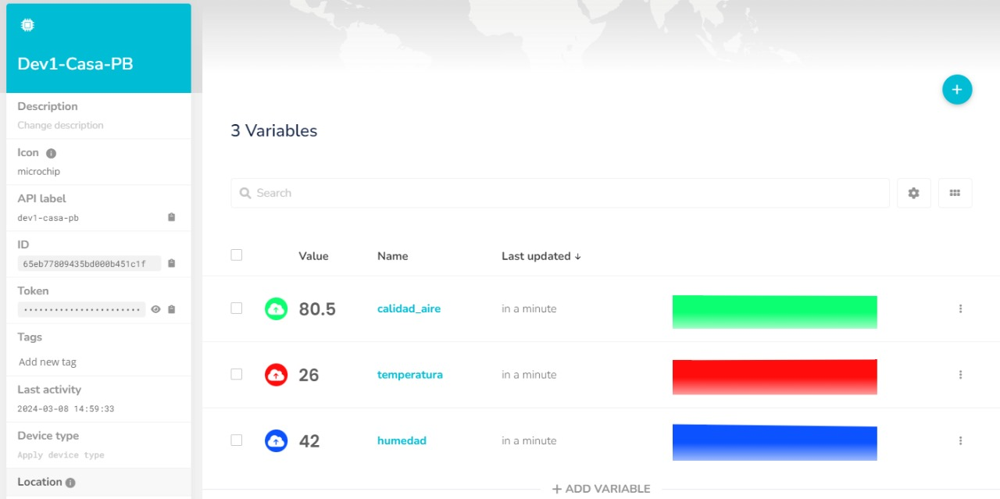 Dev1-Casa-PB
Description
Change description
Icon
microchip
API label
dev1-casa-pb
ID
65eb77809435bd000b451c1f
Token
•••••••••••••••••••••••
Tags
Add new tag
Last activity
2024-03-08 14:59:33
Device type
Apply device type
Location
3 Variables
Search
Value Name Last updated ↓
80.5 calidad_aire in a minute
26 temperatura in a minute
42 humedad in a minute
+ ADD VARIABLE